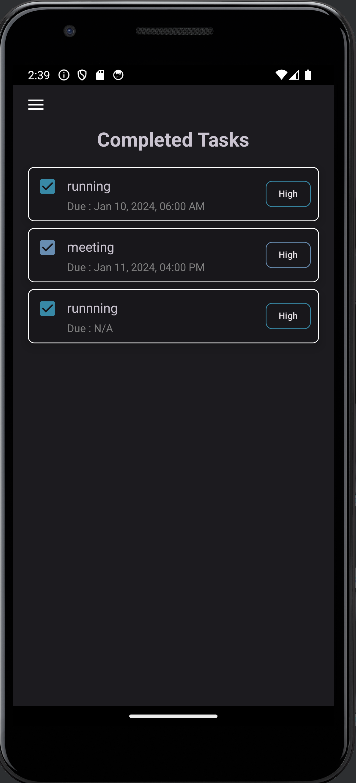 2:39
Completed Tasks
running
Due : Jan 10, 2024, 06:00 AM
High
meeting
Due : Jan 11, 2024, 04:00 PM
High
runnning
Due : N/A
High